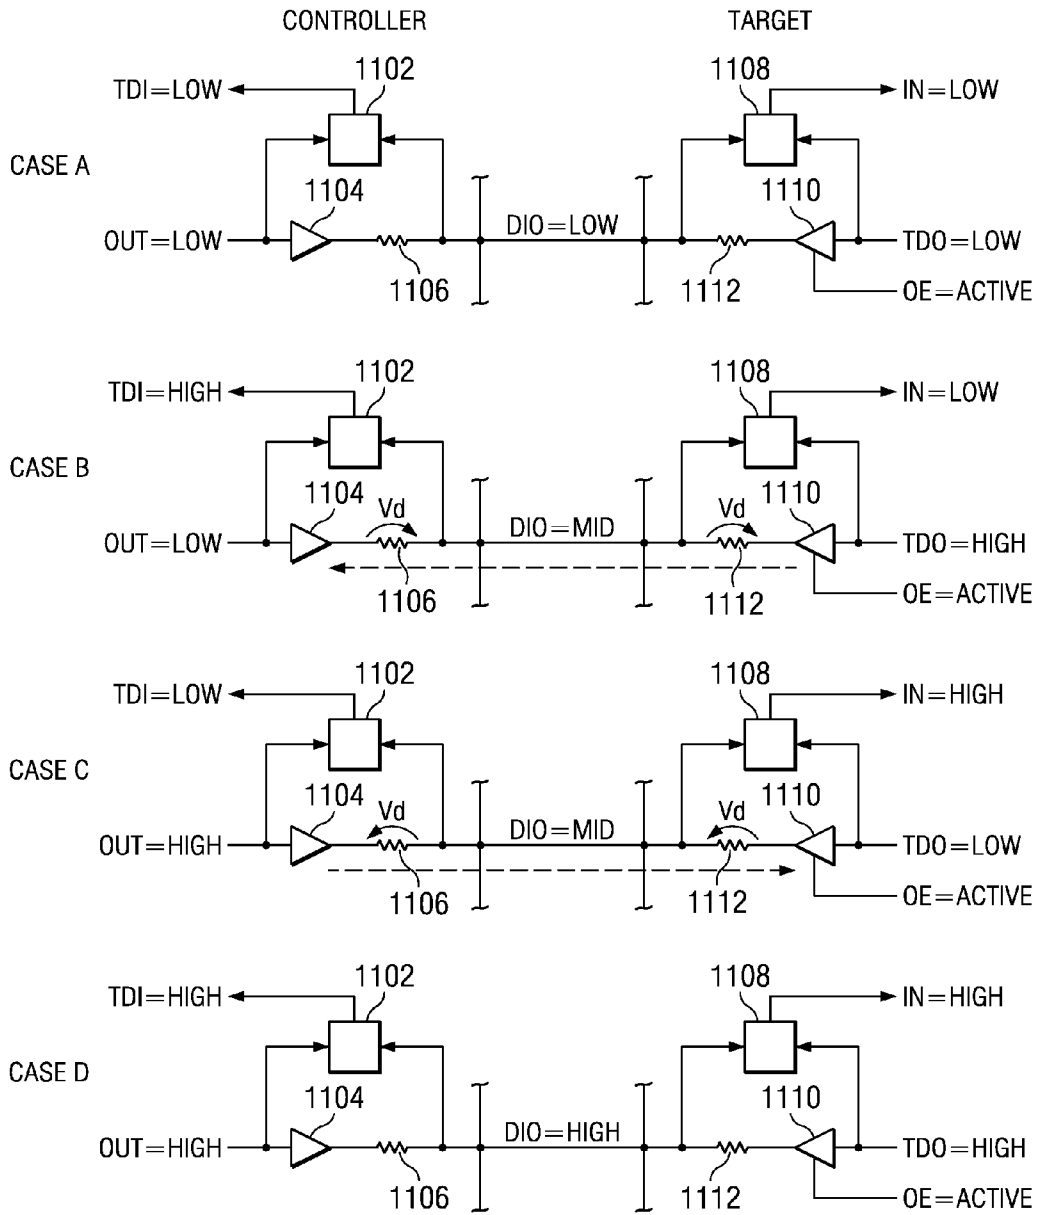 CONTROLLER TARGET
1102 1108
TDI=LOW IN=LOW
CASE A
1104 1110
OUT=LOW DIO=LOW TDO=LOW
1106 1112 OE=ACTIVE
1102 1108
TDI=HIGH IN=LOW
CASE B
1104 Vd Vd 1110
OUT=LOW DIO=MID TDO=HIGH
1106 1112 OE=ACTIVE
1102 1108
TDI=LOW IN=HIGH
CASE C
1104 Vd Vd 1110
OUT=HIGH DIO=MID TDO=LOW
1106 1112 OE=ACTIVE
1102 1108
TDI=HIGH IN=HIGH
CASE D
1104 1110
OUT=HIGH DIO=HIGH TDO=HIGH
1106 1112 OE=ACTIVE